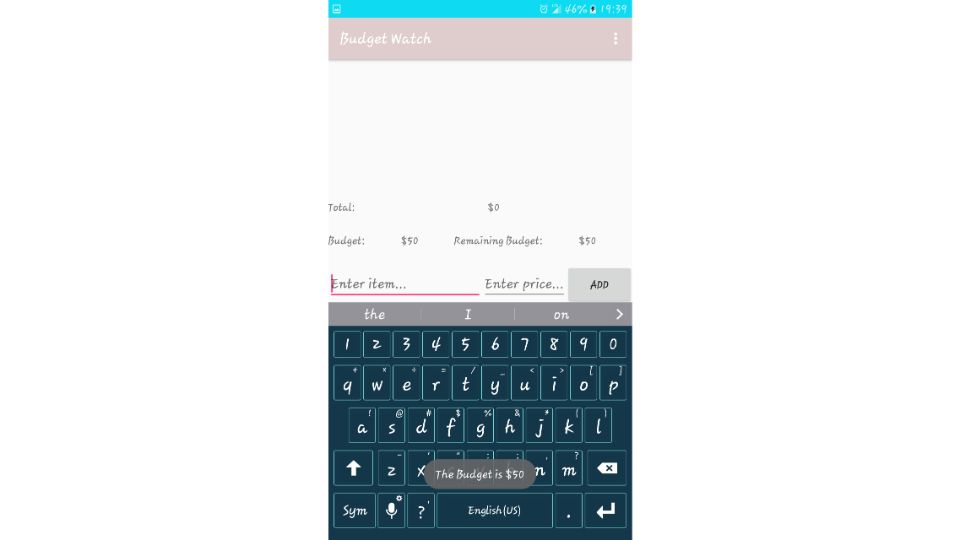 46% 19:39
Budget Watch
Total: $0
Budget: $50 Remaining Budget: $50
Enter item... Enter price... ADD
the I on
1 2 3 4 5 6 7 8 9 0
+ × ÷ = / _ < > [ ]
q w e r t y u i o p
! @ # $ % & * ( )
a s d f g h j k l
- ' " : ; , ?
z x n m
The Budget is $50
Sym ?' English(US) .